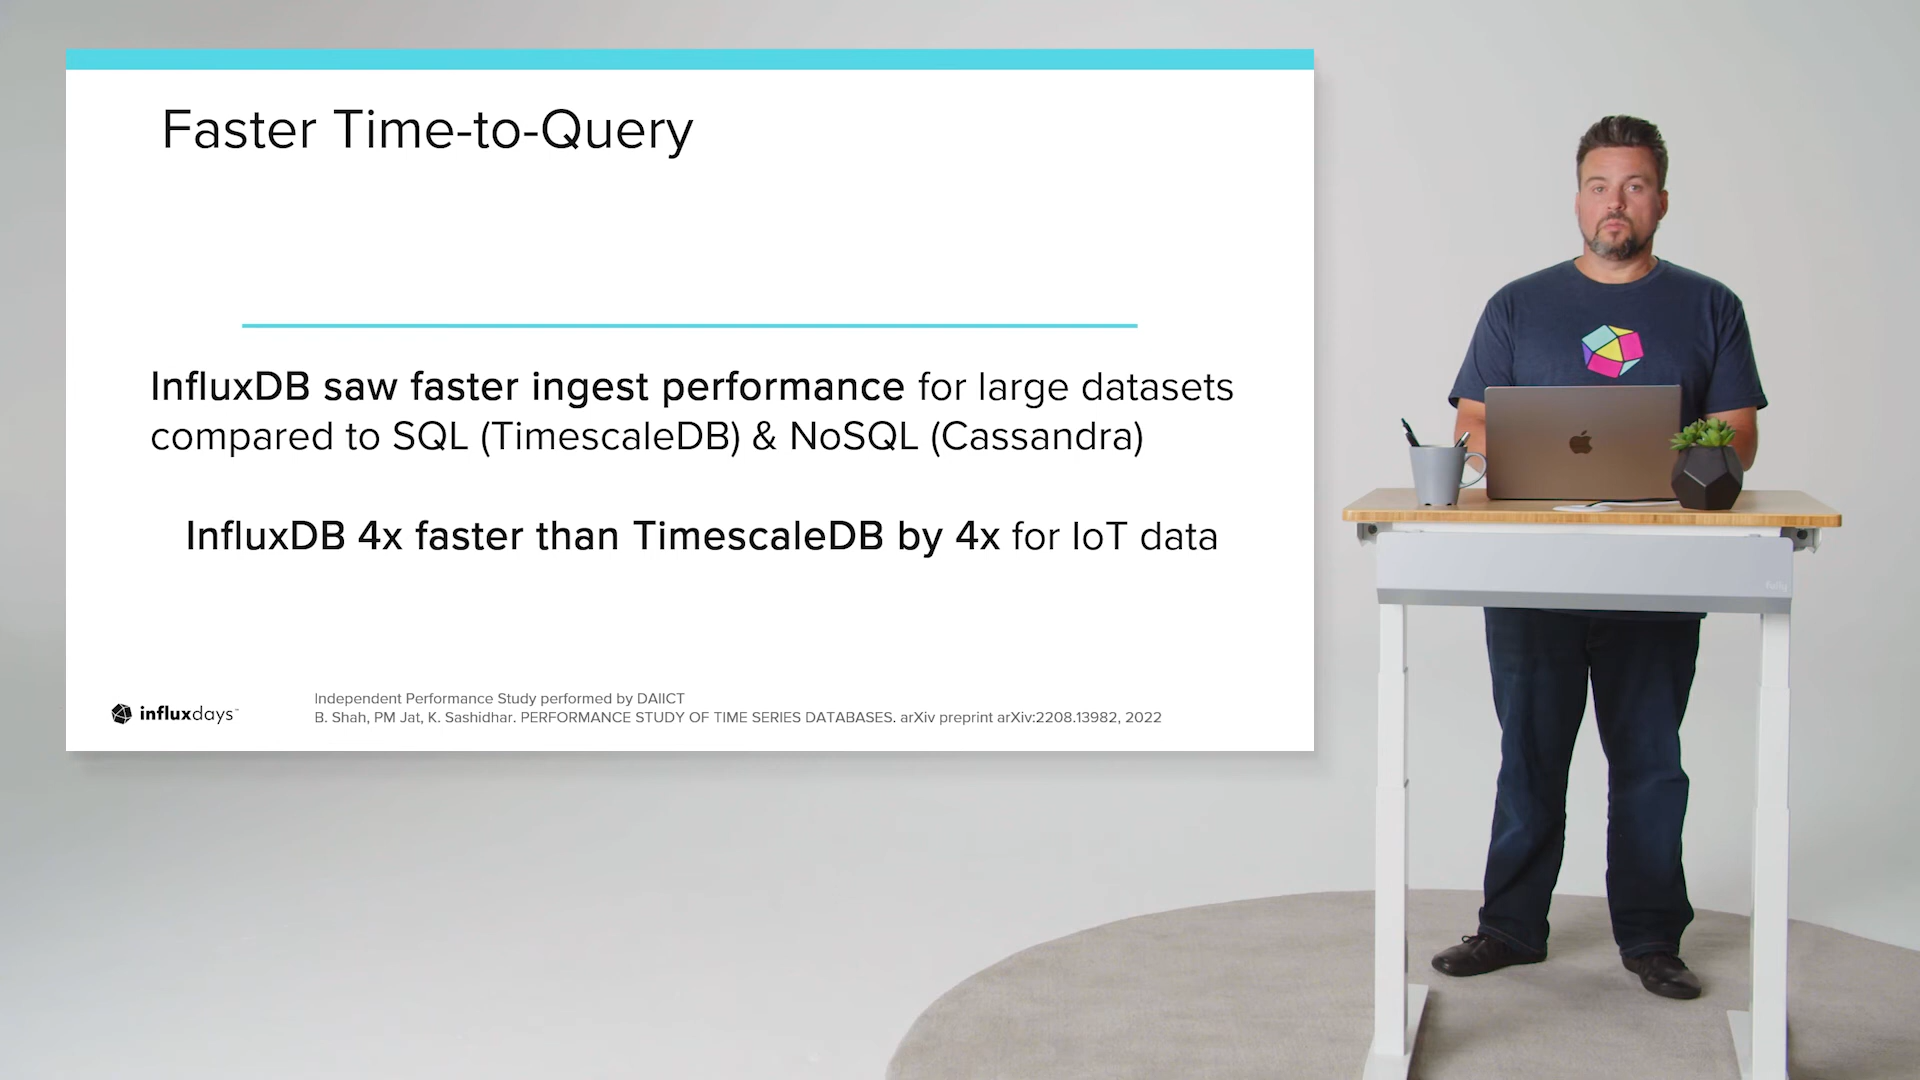 Faster Time-to-Query
InfluxDB saw faster ingest performance for large datasets
compared to SQL (TimescaleDB) & NoSQL (Cassandra)
InfluxDB 4x faster than TimescaleDB by 4x for IoT data
influxdays™
Independent Performance Study performed by DAIICT
B. Shah, PM Jat, K. Sashidhar. PERFORMANCE STUDY OF TIME SERIES DATABASES. arXiv preprint arXiv:2208.13982, 2022
fully